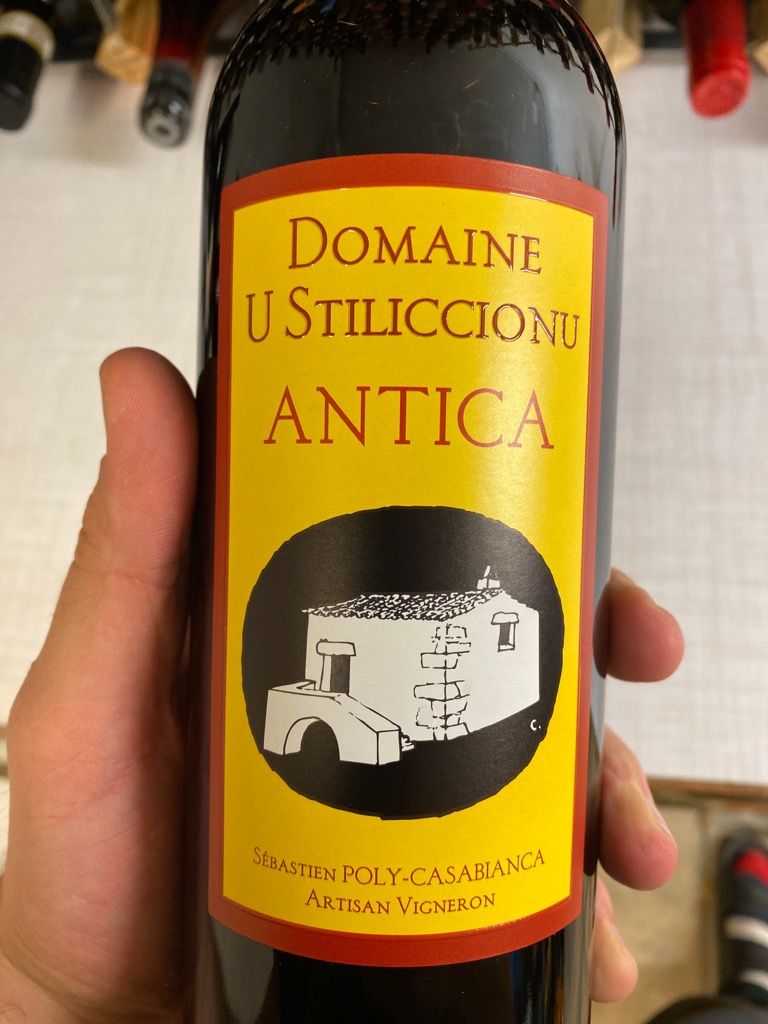 Domaine
U Stiliccionu
ANTICA
C.
Sébastien POLY-CASABIANCA
Artisan Vigneron